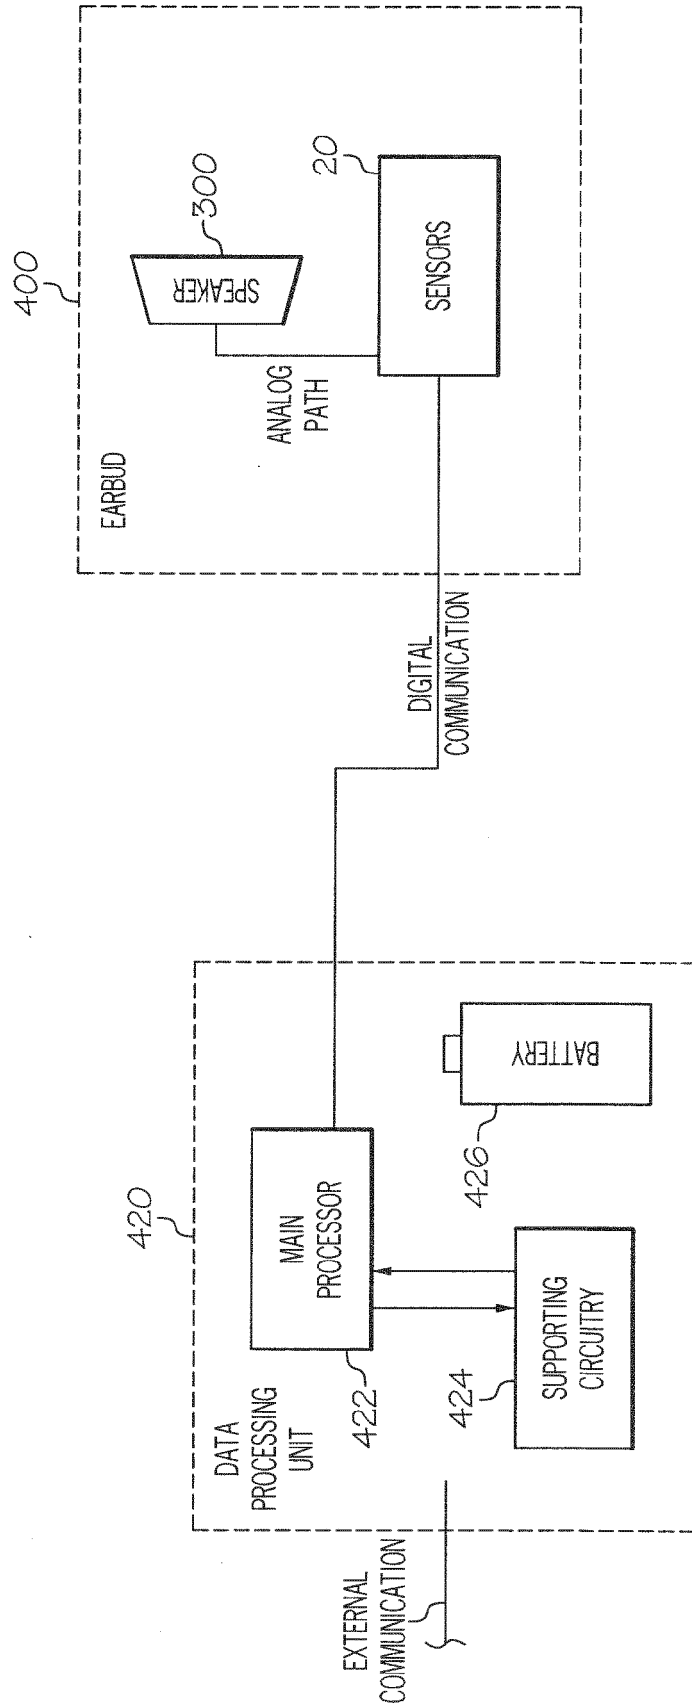 EXTERNAL
COMMUNICATION
420
DATA
PROCESSING
UNIT
422
MAIN
PROCESSOR
424
SUPPORTING
CIRCUITRY
426
BATTERY
DIGITAL
COMMUNICATION
400
EARBUD
ANALOG
PATH
SPEAKER
300
SENSORS
20